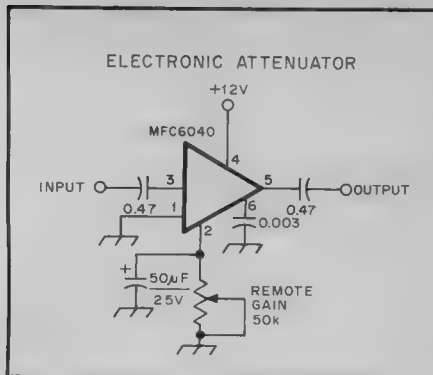 ELECTRONIC ATTENUATOR
+12V
MFC6040
4
INPUT
3
5
OUTPUT
0.47
1
6
0.47
2
0.003
+
50µF
25V
REMOTE
GAIN
50k